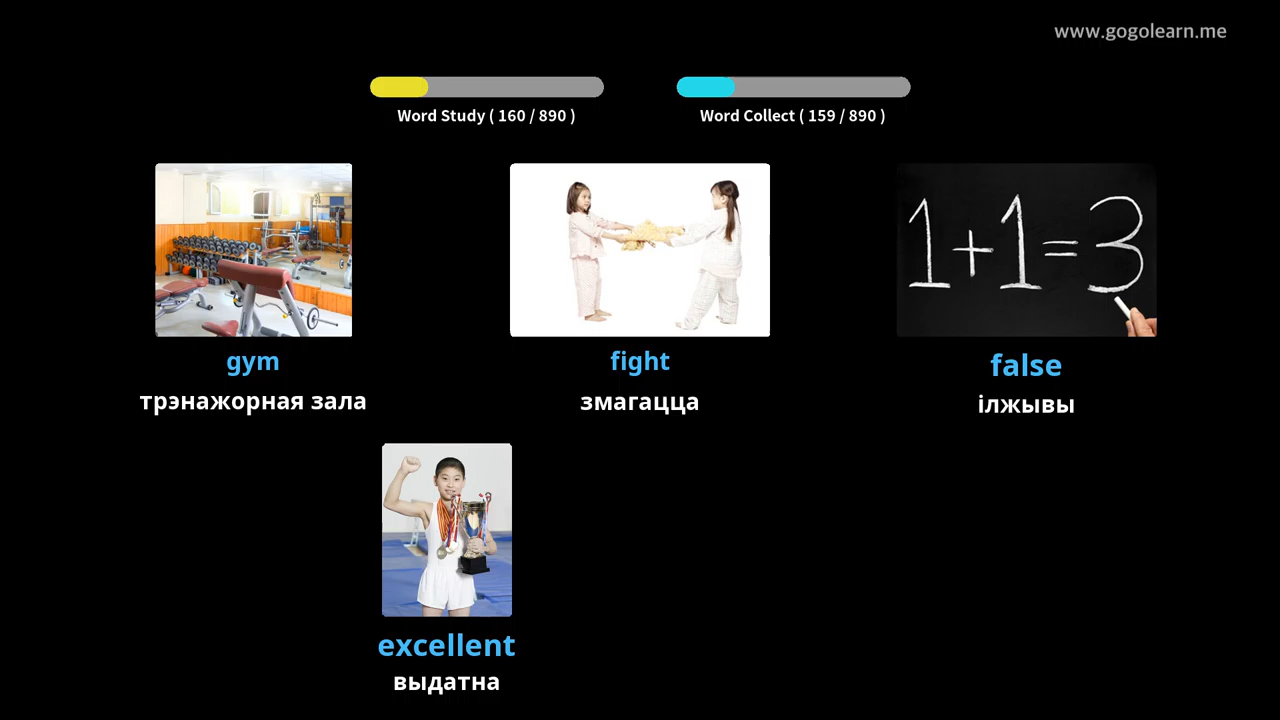 www.gogolearn.me
Word Study ( 160 / 890 )
Word Collect ( 159 / 890 )
1+1=3
gym
fight
false
трэнажорная зала
змагацца
ілжывы
excellent
выдатна